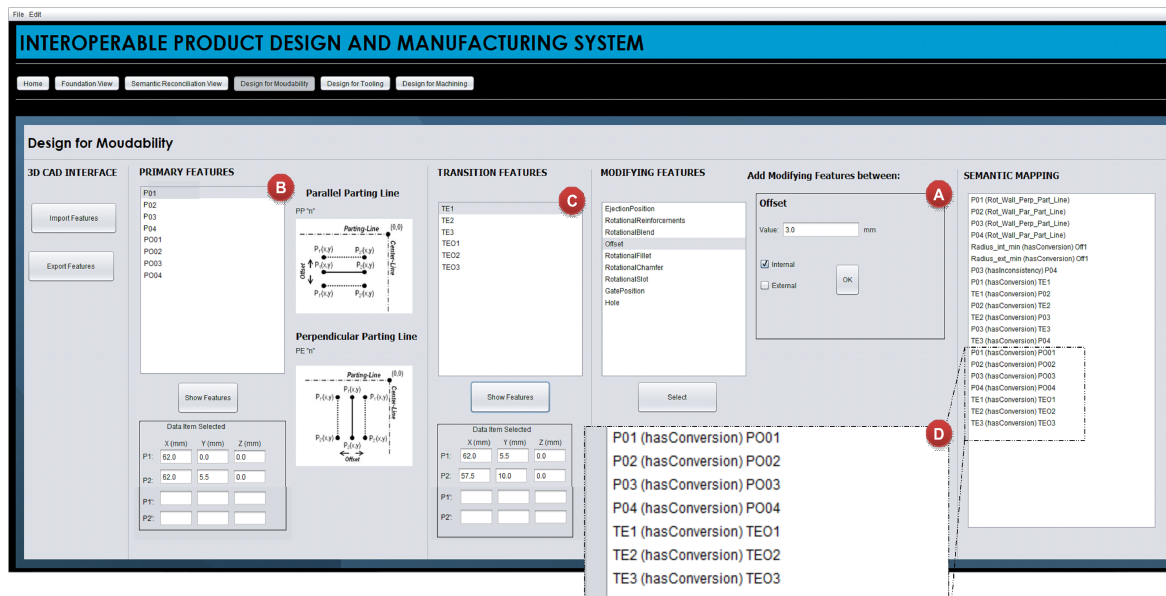 File Edit
INTEROPERABLE PRODUCT DESIGN AND MANUFACTURING SYSTEM
Home Foundation View Semantic Reconciliation View Design for Moudability Design for Tooling Design for Machining
Design for Moudability
3D CAD INTERFACE
Import Features
Export Features
PRIMARY FEATURES
B
P01
P02
P03
P04
PO01
PO02
PO03
PO04
Show Features
Data Item Selected
X (mm) Y (mm) Z (mm)
P1: 62.0 0.0 0.0
P2: 62.0 5.5 0.0
P1':
P2':
Parallel Parting Line
PP "n"
Parting-Line (0,0)
Center-Line
Offset
P1'(x,y) P2'(x,y)
P1(x,y) P2(x,y)
P1'(x,y) P2'(x,y)
Perpendicular Parting Line
PE "n"
Parting-Line (0,0)
Center-Line
P1(x,y)
P1'(x,y) P1'(x,y)
P2'(x,y) P2'(x,y)
P2(x,y)
Offset
TRANSITION FEATURES
C
TE1
TE2
TE3
TEO1
TEO2
TEO3
Show Features
Data Item Selected
X (mm) Y (mm) Z (mm)
P1: 62.0 5.5 0.0
P2: 57.5 10.0 0.0
P1':
P2':
MODIFYING FEATURES
EjectionPosition
RotationalReinforcements
RotationalBlend
Offset
RotationalFillet
RotationalChamfer
RotationalSlot
GatePosition
Hole
Select
Add Modifying Features between:
A
Offset
Value: 3.0 mm
Internal
External
OK
SEMANTIC MAPPING
P01 (Rot_Wall_Perp_Part_Line)
P02 (Rot_Wall_Par_Part_Line)
P03 (Rot_Wall_Perp_Part_Line)
P04 (Rot_Wall_Par_Part_Line)
Radius_int_min (hasConversion) Off1
Radius_ext_min (hasConversion) Off1
P03 (hasInconsistency) P04
P01 (hasConversion) TE1
TE1 (hasConversion) P02
P02 (hasConversion) TE2
TE2 (hasConversion) P03
P03 (hasConversion) TE3
TE3 (hasConversion) P04
P01 (hasConversion) PO01
P02 (hasConversion) PO02
P03 (hasConversion) PO03
P04 (hasConversion) PO04
TE1 (hasConversion) TEO1
TE2 (hasConversion) TEO2
TE3 (hasConversion) TEO3
D
P01 (hasConversion) PO01
P02 (hasConversion) PO02
P03 (hasConversion) PO03
P04 (hasConversion) PO04
TE1 (hasConversion) TEO1
TE2 (hasConversion) TEO2
TE3 (hasConversion) TEO3